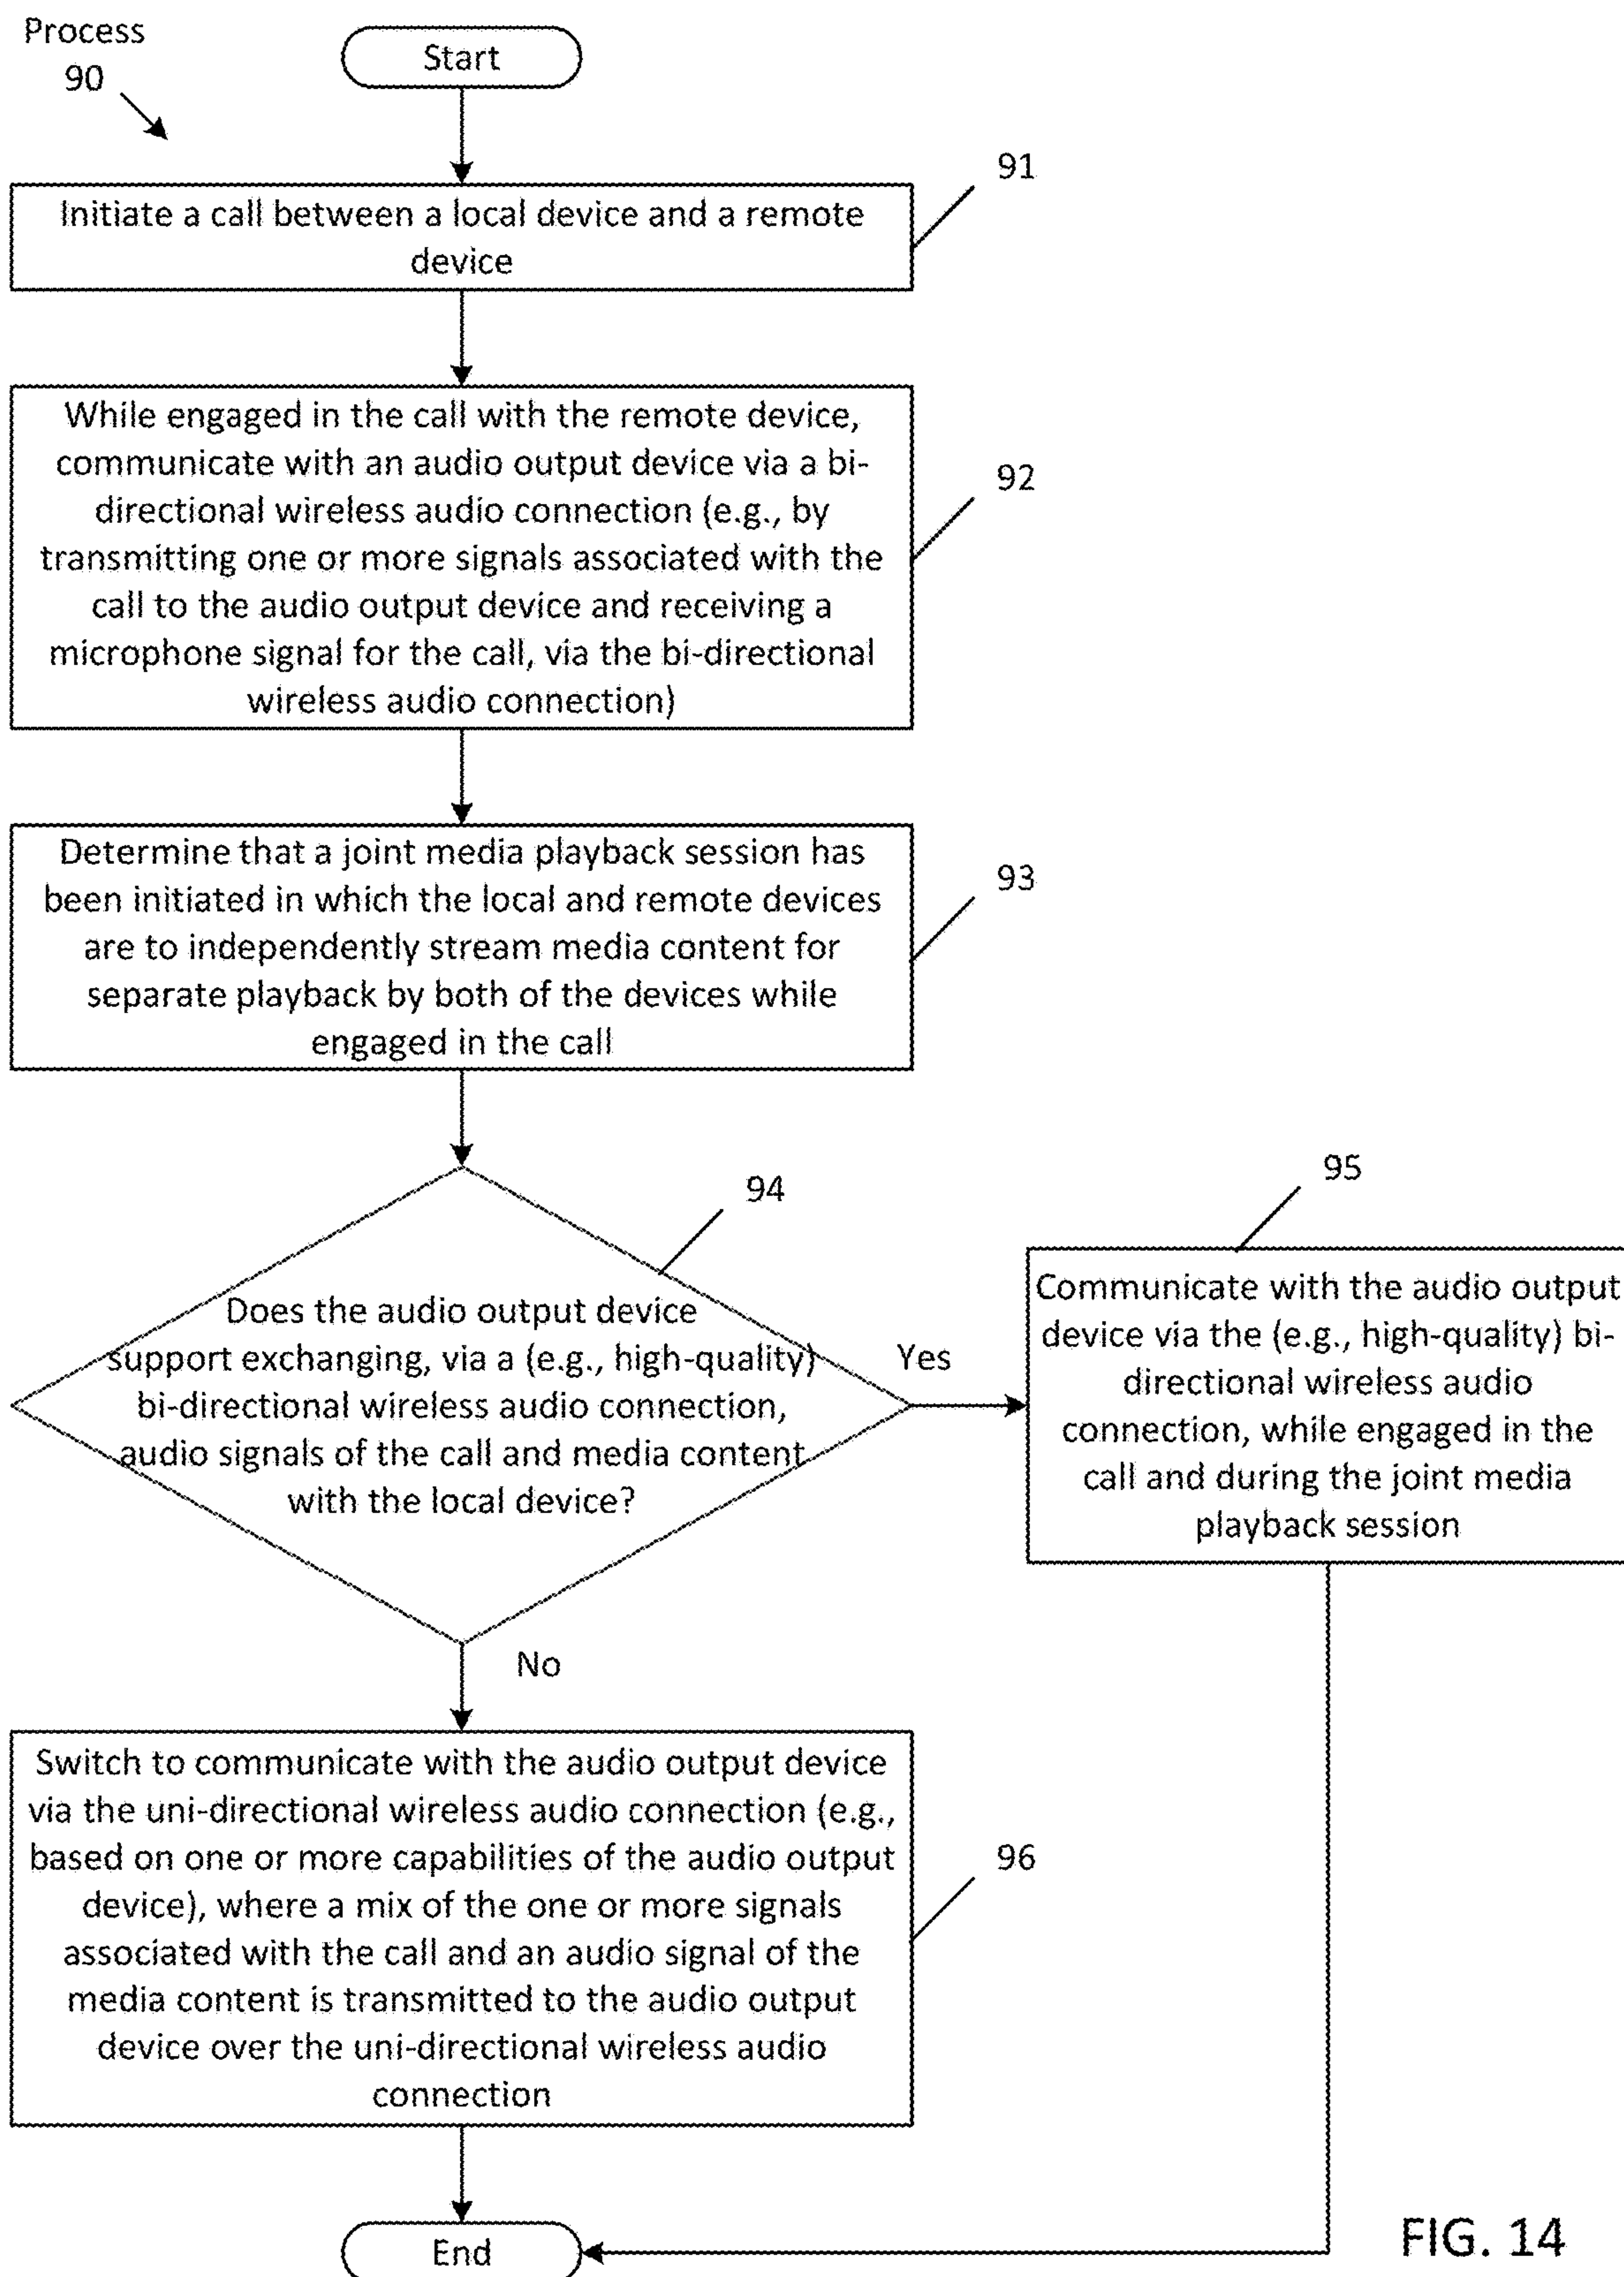 Process
90
Start
91
Initiate a call between a local device and a remote
device
92
While engaged in the call with the remote device,
communicate with an audio output device via a bi-
directional wireless audio connection (e.g., by
transmitting one or more signals associated with the
call to the audio output device and receiving a
microphone signal for the call, via the bi-directional
wireless audio connection)
93
Determine that a joint media playback session has
been initiated in which the local and remote devices
are to independently stream media content for
separate playback by both of the devices while
engaged in the call
94
Does the audio output device
support exchanging, via a (e.g., high-quality)
bi-directional wireless audio connection,
audio signals of the call and media content
with the local device?
Yes
95
Communicate with the audio output
device via the (e.g., high-quality) bi-
directional wireless audio
connection, while engaged in the
call and during the joint media
playback session
No
96
Switch to communicate with the audio output device
via the uni-directional wireless audio connection (e.g.,
based on one or more capabilities of the audio output
device), where a mix of the one or more signals
associated with the call and an audio signal of the
media content is transmitted to the audio output
device over the uni-directional wireless audio
connection
End
FIG. 14